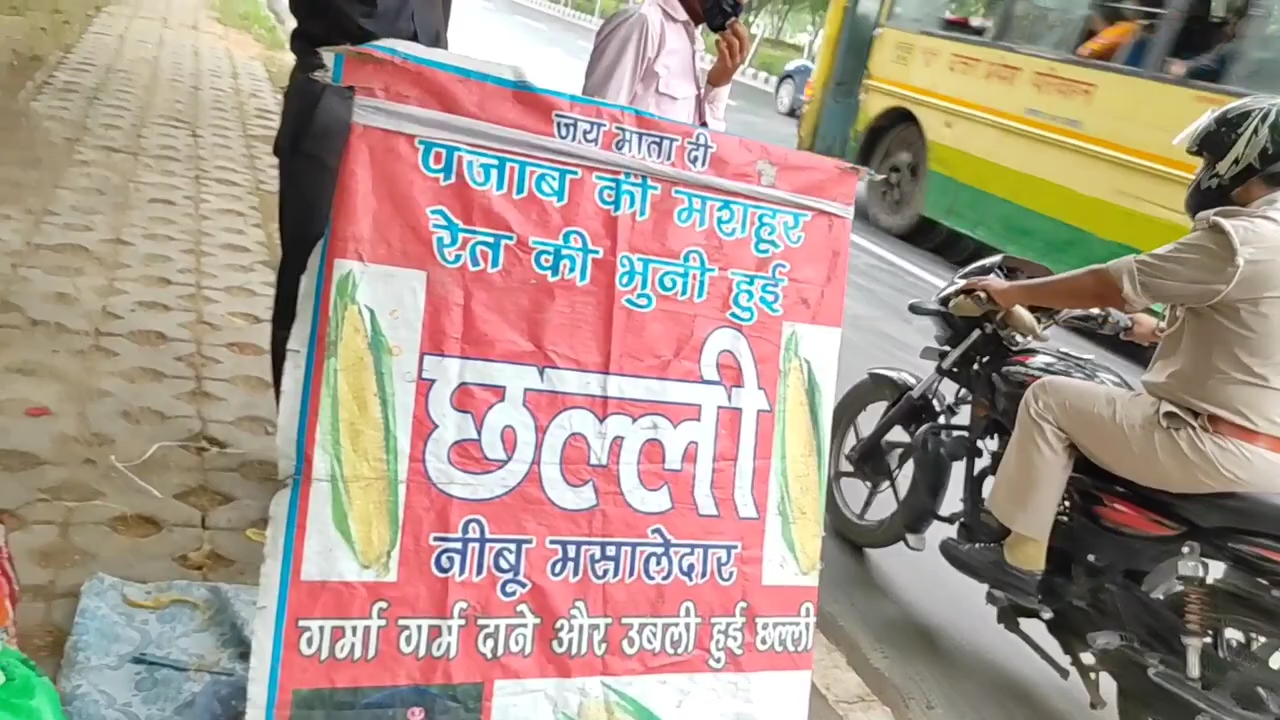 जय माता दी
पजाब की मशहूर
रेत की भुनी हुई
छल्ली
नीबू मसालेदार
गर्मा गर्म दाने और उबली हुई छल्ली